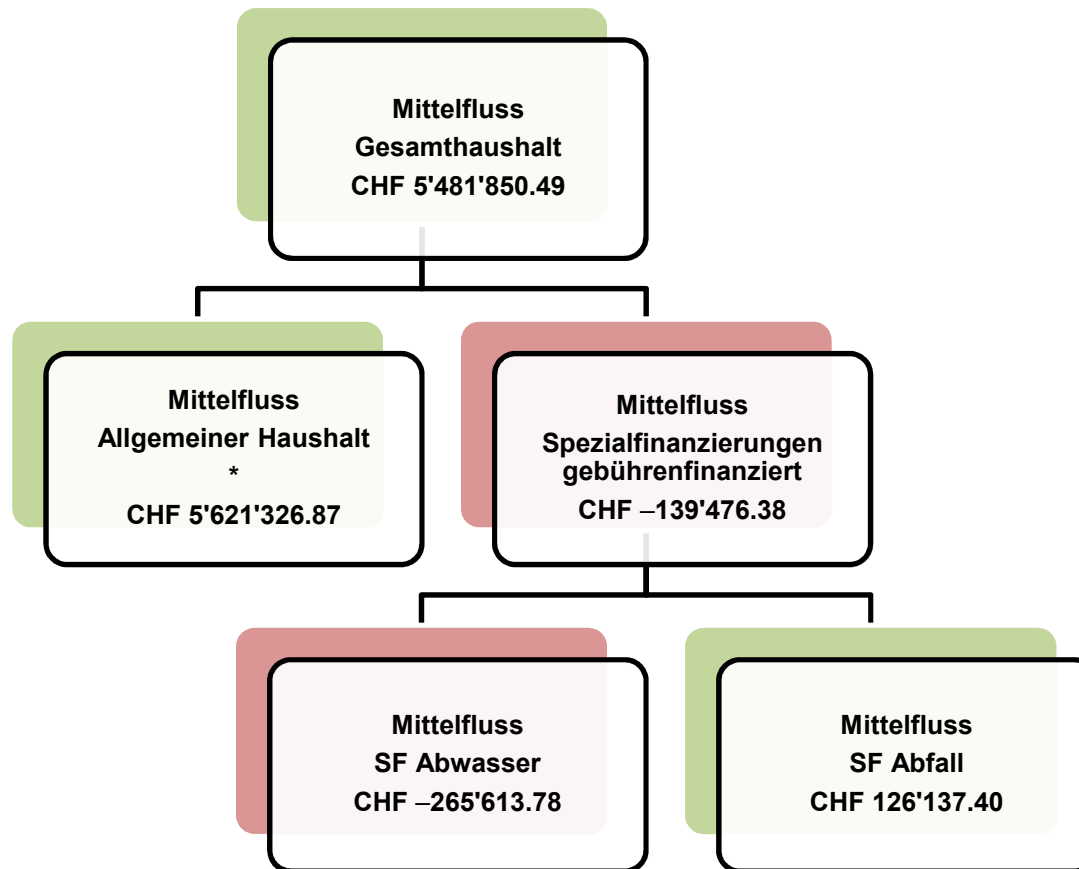 Mittelfluss
Gesamthaushalt
CHF 5'481'850.49
Mittelfluss
Allgemeiner Haushalt
*
CHF 5'621'326.87
Mittelfluss
Spezialfinanzierungen
gebührenfinanziert
CHF –139'476.38
Mittelfluss
SF Abwasser
CHF –265'613.78
Mittelfluss
SF Abfall
CHF 126'137.40